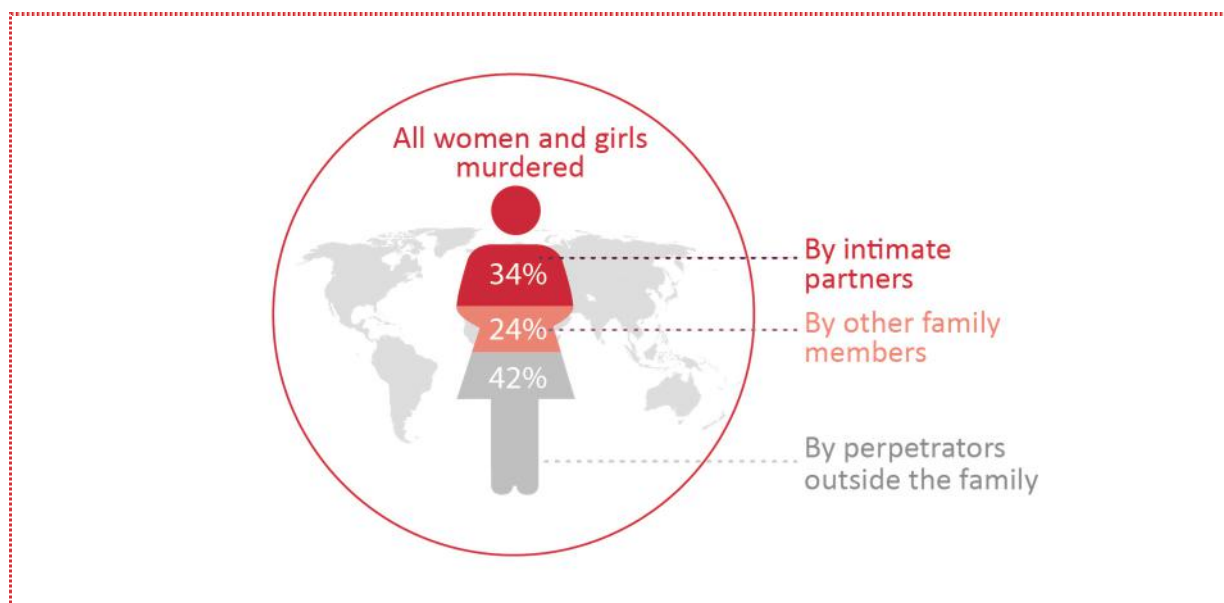 All women and girls
murdered
34%
By intimate
partners
24%
By other family
members
42%
By perpetrators
outside the family